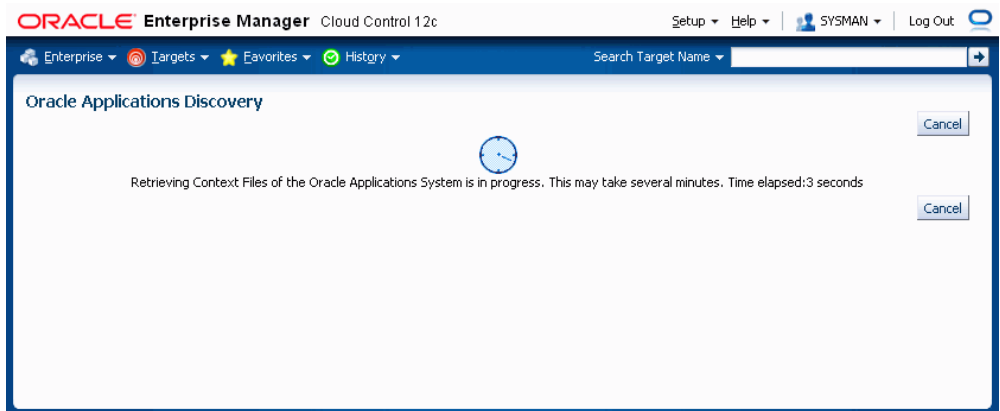 ORACLE Enterprise Manager Cloud Control 12c Setup Help SYSMAN Log Out
Enterprise Targets Favorites History Search Target Name
Oracle Applications Discovery
Cancel
Retrieving Context Files of the Oracle Applications System is in progress. This may take several minutes. Time elapsed:3 seconds
Cancel